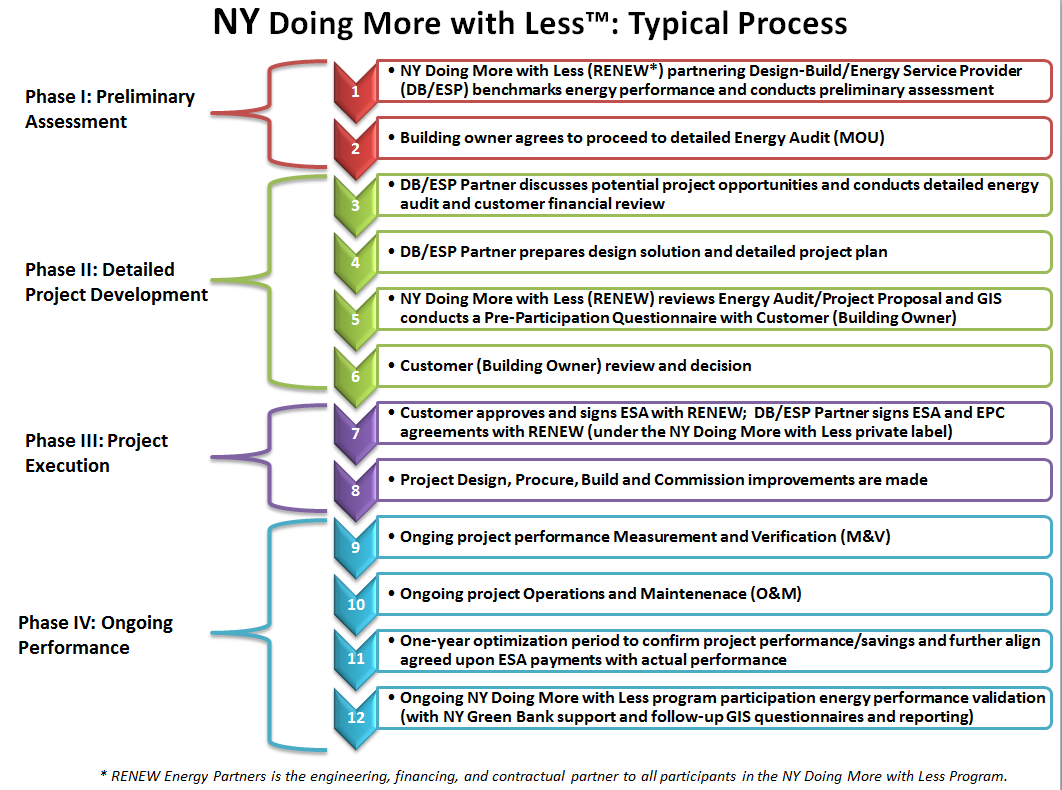 NY Doing More with Less™: Typical Process
Phase I: Preliminary
Assessment
1
• NY Doing More with Less (RENEW*) partnering Design-Build/Energy Service Provider
(DB/ESP) benchmarks energy performance and conducts preliminary assessment
2
• Building owner agrees to proceed to detailed Energy Audit (MOU)
Phase II: Detailed
Project Development
3
• DB/ESP Partner discusses potential project opportunities and conducts detailed energy
audit and customer financial review
4
• DB/ESP Partner prepares design solution and detailed project plan
5
• NY Doing More with Less (RENEW) reviews Energy Audit/Project Proposal and GIS
conducts a Pre-Participation Questionnaire with Customer (Building Owner)
6
• Customer (Building Owner) review and decision
Phase III: Project
Execution
7
• Customer approves and signs ESA with RENEW;  DB/ESP Partner signs ESA and EPC
agreements with RENEW (under the NY Doing More with Less private label)
8
• Project Design, Procure, Build and Commission improvements are made
Phase IV: Ongoing
Performance
9
• Onging project performance Measurement and Verification (M&V)
10
• Ongoing project Operations and Maintenenace (O&M)
11
• One-year optimization period to confirm project performance/savings and further align
agreed upon ESA payments with actual performance
12
• Ongoing NY Doing More with Less program participation energy performance validation
(with NY Green Bank support and follow-up GIS questionnaires and reporting)
* RENEW Energy Partners is the engineering, financing, and contractual partner to all participants in the NY Doing More with Less Program.